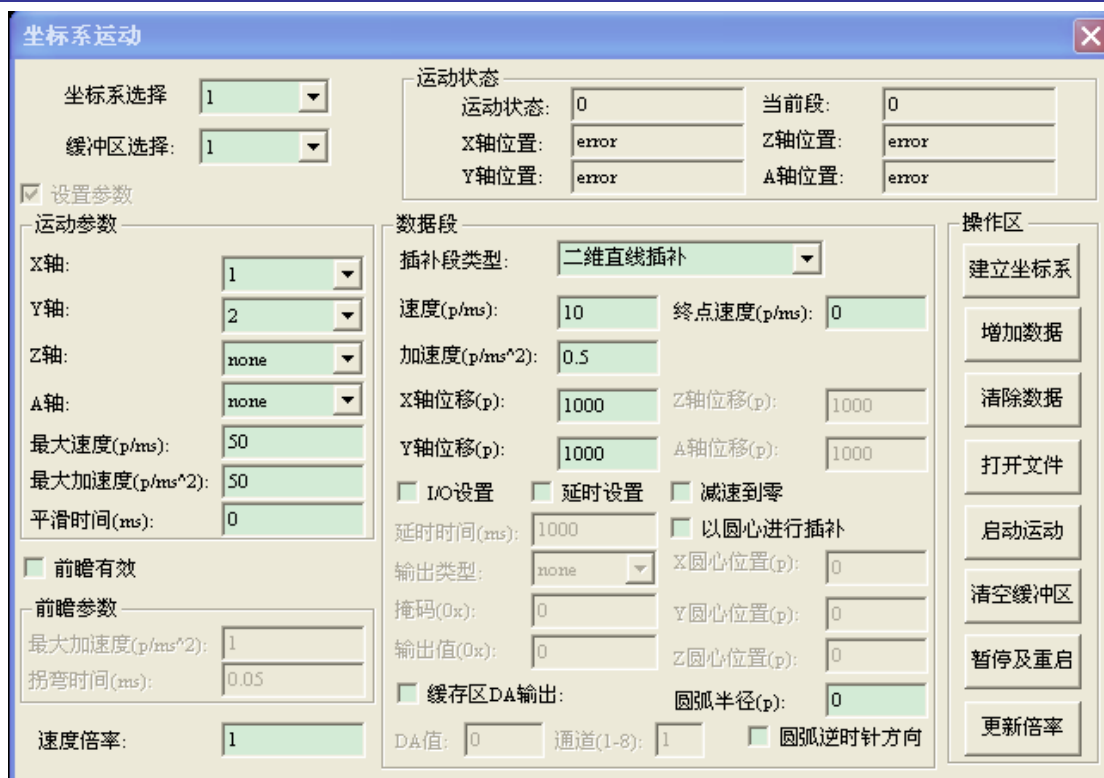 坐标系运动
坐标系选择 1
缓冲区选择: 1
设置参数
运动状态
运动状态: 0 当前段: 0
X轴位置: error Z轴位置: error
Y轴位置: error A轴位置: error
运动参数
X轴: 1
Y轴: 2
Z轴: none
A轴: none
最大速度(p/ms): 50
最大加速度(p/ms^2): 50
平滑时间(ms): 0
前瞻有效
前瞻参数
最大加速度(p/ms^2): 1
拐弯时间(ms): 0.05
速度倍率: 1
数据段
插补段类型: 二维直线插补
速度(p/ms): 10 终点速度(p/ms): 0
加速度(p/ms^2): 0.5
X轴位移(p): 1000 Z轴位移(p): 1000
Y轴位移(p): 1000 A轴位移(p): 1000
I/O设置 延时设置 减速到零
延时时间(ms): 1000 以圆心进行插补
输出类型: none X圆心位置(p): 0
掩码(0x): 0 Y圆心位置(p): 0
输出值(0x): 0 Z圆心位置(p): 0
缓存区DA输出: 圆弧半径(p): 0
DA值: 0 通道(1-8): 1 圆弧逆时针方向
操作区
建立坐标系
增加数据
清除数据
打开文件
启动运动
清空缓冲区
暂停及重启
更新倍率